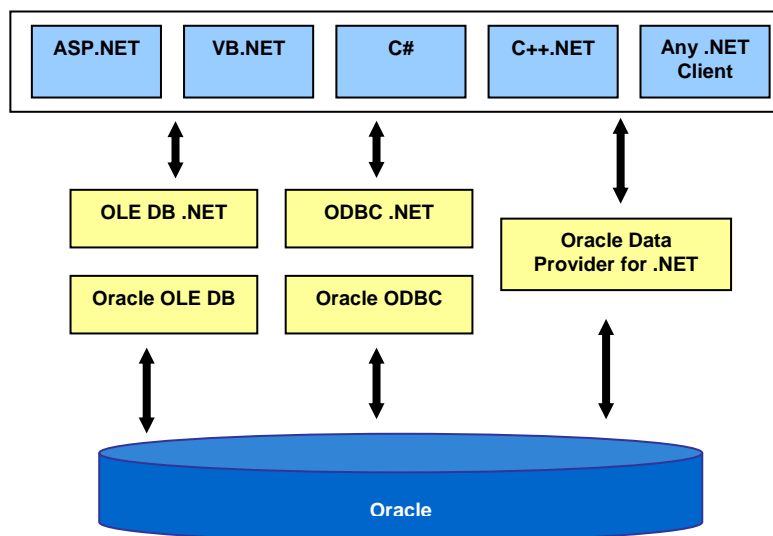 ASP.NET
VB.NET
C#
C++.NET
Any .NET
Client
OLE DB .NET
ODBC .NET
Oracle Data
Provider for .NET
Oracle OLE DB
Oracle ODBC
Oracle